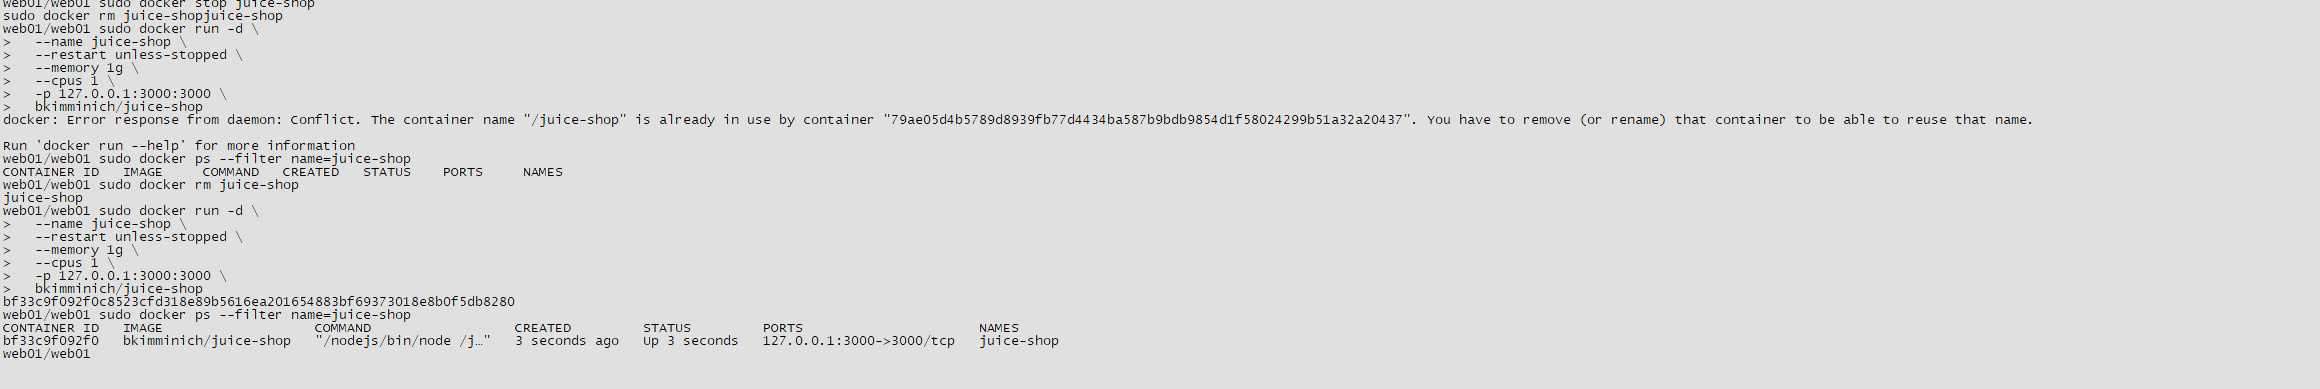 web01/web01 sudo docker stop juice-shop
sudo docker rm juice-shopjuice-shop
web01/web01 sudo docker run -d \
>   --name juice-shop \
>   --restart unless-stopped \
>   --memory 1g \
>   --cpus 1 \
>   -p 127.0.0.1:3000:3000 \
>   bkimminich/juice-shop
docker: Error response from daemon: Conflict. The container name "/juice-shop" is already in use by container "79ae05d4b5789d8939fb77d4434ba587b9bdb9854d1f58024299b51a32a20437". You have to remove (or rename) that container to be able to reuse that name.
Run 'docker run --help' for more information
web01/web01 sudo docker ps --filter name=juice-shop
CONTAINER ID   IMAGE     COMMAND   CREATED   STATUS    PORTS     NAMES
web01/web01 sudo docker rm juice-shop
juice-shop
web01/web01 sudo docker run -d \
>   --name juice-shop \
>   --restart unless-stopped \
>   --memory 1g \
>   --cpus 1 \
>   -p 127.0.0.1:3000:3000 \
>   bkimminich/juice-shop
bf33c9f092f0c8523cfd318e89b5616ea201654883bf69373018e8b0f5db8280
web01/web01 sudo docker ps --filter name=juice-shop
CONTAINER ID   IMAGE                   COMMAND                  CREATED         STATUS         PORTS                      NAMES
bf33c9f092f0   bkimminich/juice-shop   "/nodejs/bin/node /j…"   3 seconds ago   Up 3 seconds   127.0.0.1:3000->3000/tcp   juice-shop
web01/web01